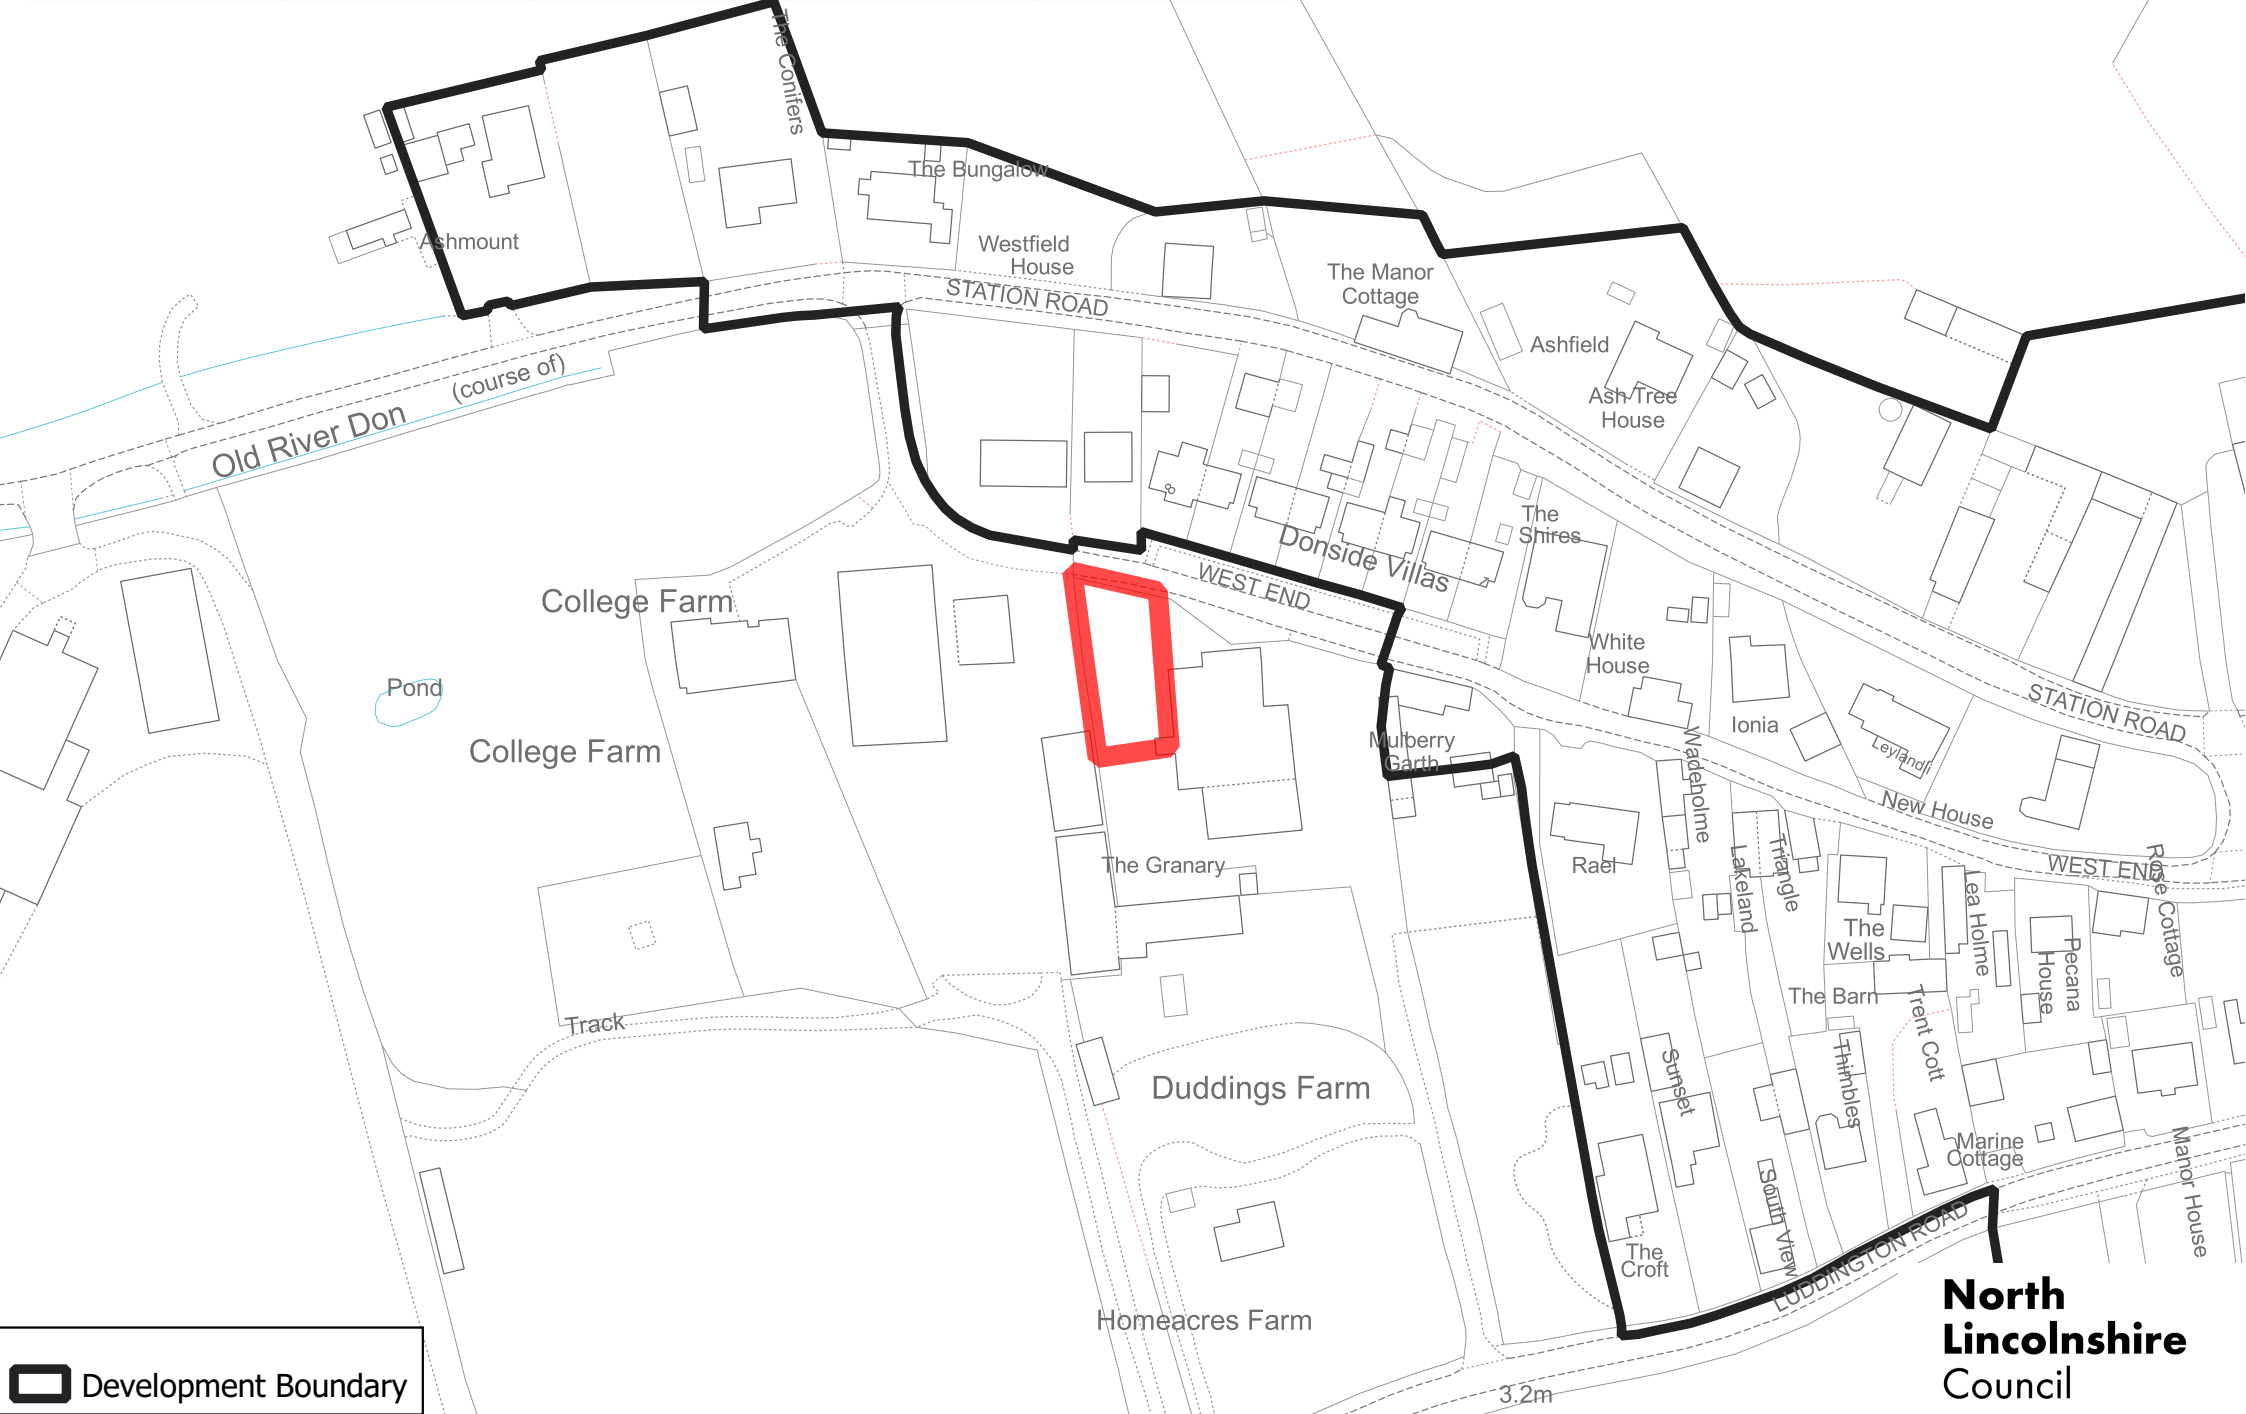 The Conifers
The Bungalow
Ashmount
Westfield
House
STATION ROAD
The Manor
Cottage
Ashfield
Ash Tree
House
(course of)
Old River Don
8
Donside Villas
1
The
Shires
WEST END
College Farm
White
House
Pond
College Farm
Ionia
Leylandii
STATION ROAD
Mulberry
Garth
Wadeholme
New House
WEST END
Rose Cottage
The Granary
Rael
Lakeland
Triangle
The
Wells
Lea Holme
Pecana
House
The Barn
Trent Cott
Track
Duddings Farm
Sunset
Thimbles
Marine
Cottage
Manor House
South View
The
Croft
LUDDINGTON ROAD
Homeacres Farm
3.2m
Development Boundary
North
Lincolnshire
Council